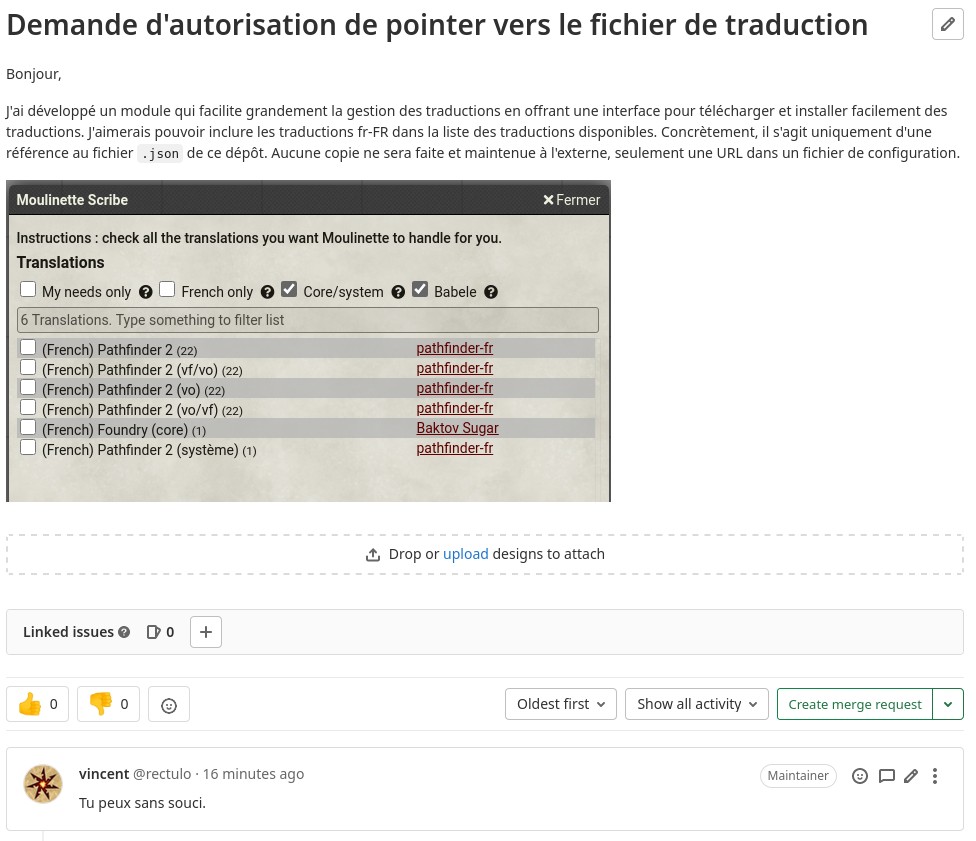 Demande d'autorisation de pointer vers le fichier de traduction
Bonjour,
J'ai développé un module qui facilite grandement la gestion des traductions en offrant une interface pour télécharger et installer facilement des
traductions. J'aimerais pouvoir inclure les traductions fr-FR dans la liste des traductions disponibles. Concrètement, il s'agit uniquement d'une
référence au fichier .json de ce dépôt. Aucune copie ne sera faite et maintenue à l'externe, seulement une URL dans un fichier de configuration.
Moulinette Scribe Fermer
Instructions : check all the translations you want Moulinette to handle for you.
Translations
My needs only ? French only ? Core/system ? Babele ?
6 Translations. Type something to filter list
(French) Pathfinder 2 (22) pathfinder-fr
(French) Pathfinder 2 (vf/vo) (22) pathfinder-fr
(French) Pathfinder 2 (vo) (22) pathfinder-fr
(French) Pathfinder 2 (vo/vf) (22) pathfinder-fr
(French) Foundry (core) (1) Baktov Sugar
(French) Pathfinder 2 (système) (1) pathfinder-fr
Drop or upload designs to attach
Linked issues ? 0 +
0 0 Oldest first Show all activity Create merge request
vincent @rectulo · 16 minutes ago Maintainer
Tu peux sans souci.